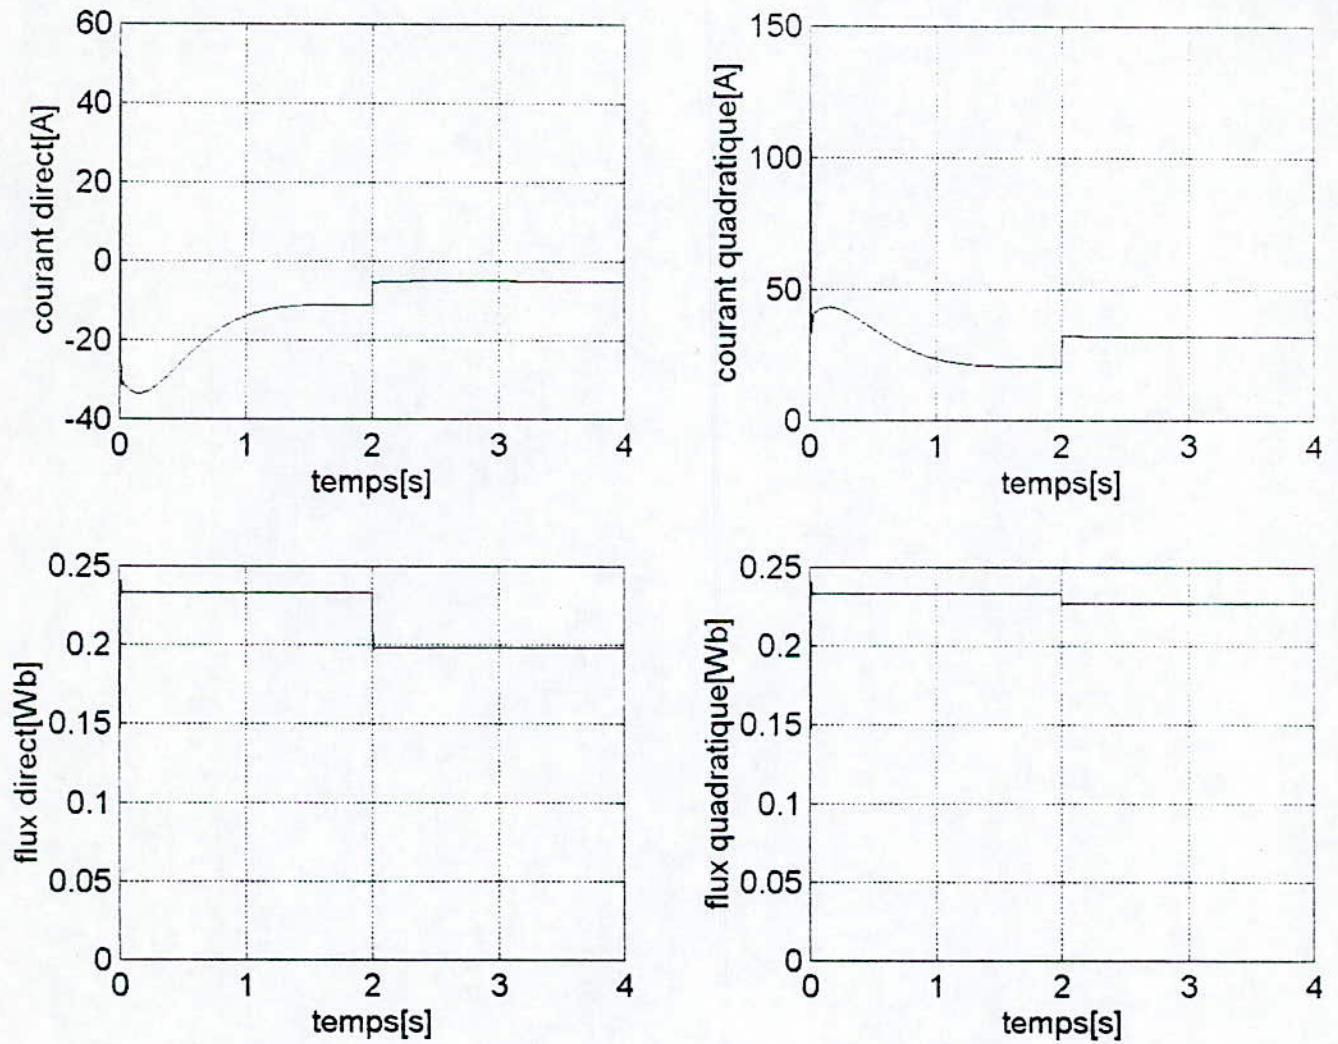 courant direct[A]
60
40
20
0
-20
-40
0 1 2 3 4
temps[s]
courant quadratique[A]
150
100
50
0
0 1 2 3 4
temps[s]
flux direct[Wb]
0.25
0.2
0.15
0.1
0.05
0
0 1 2 3 4
temps[s]
flux quadratique[Wb]
0.25
0.2
0.15
0.1
0.05
0
0 1 2 3 4
temps[s]